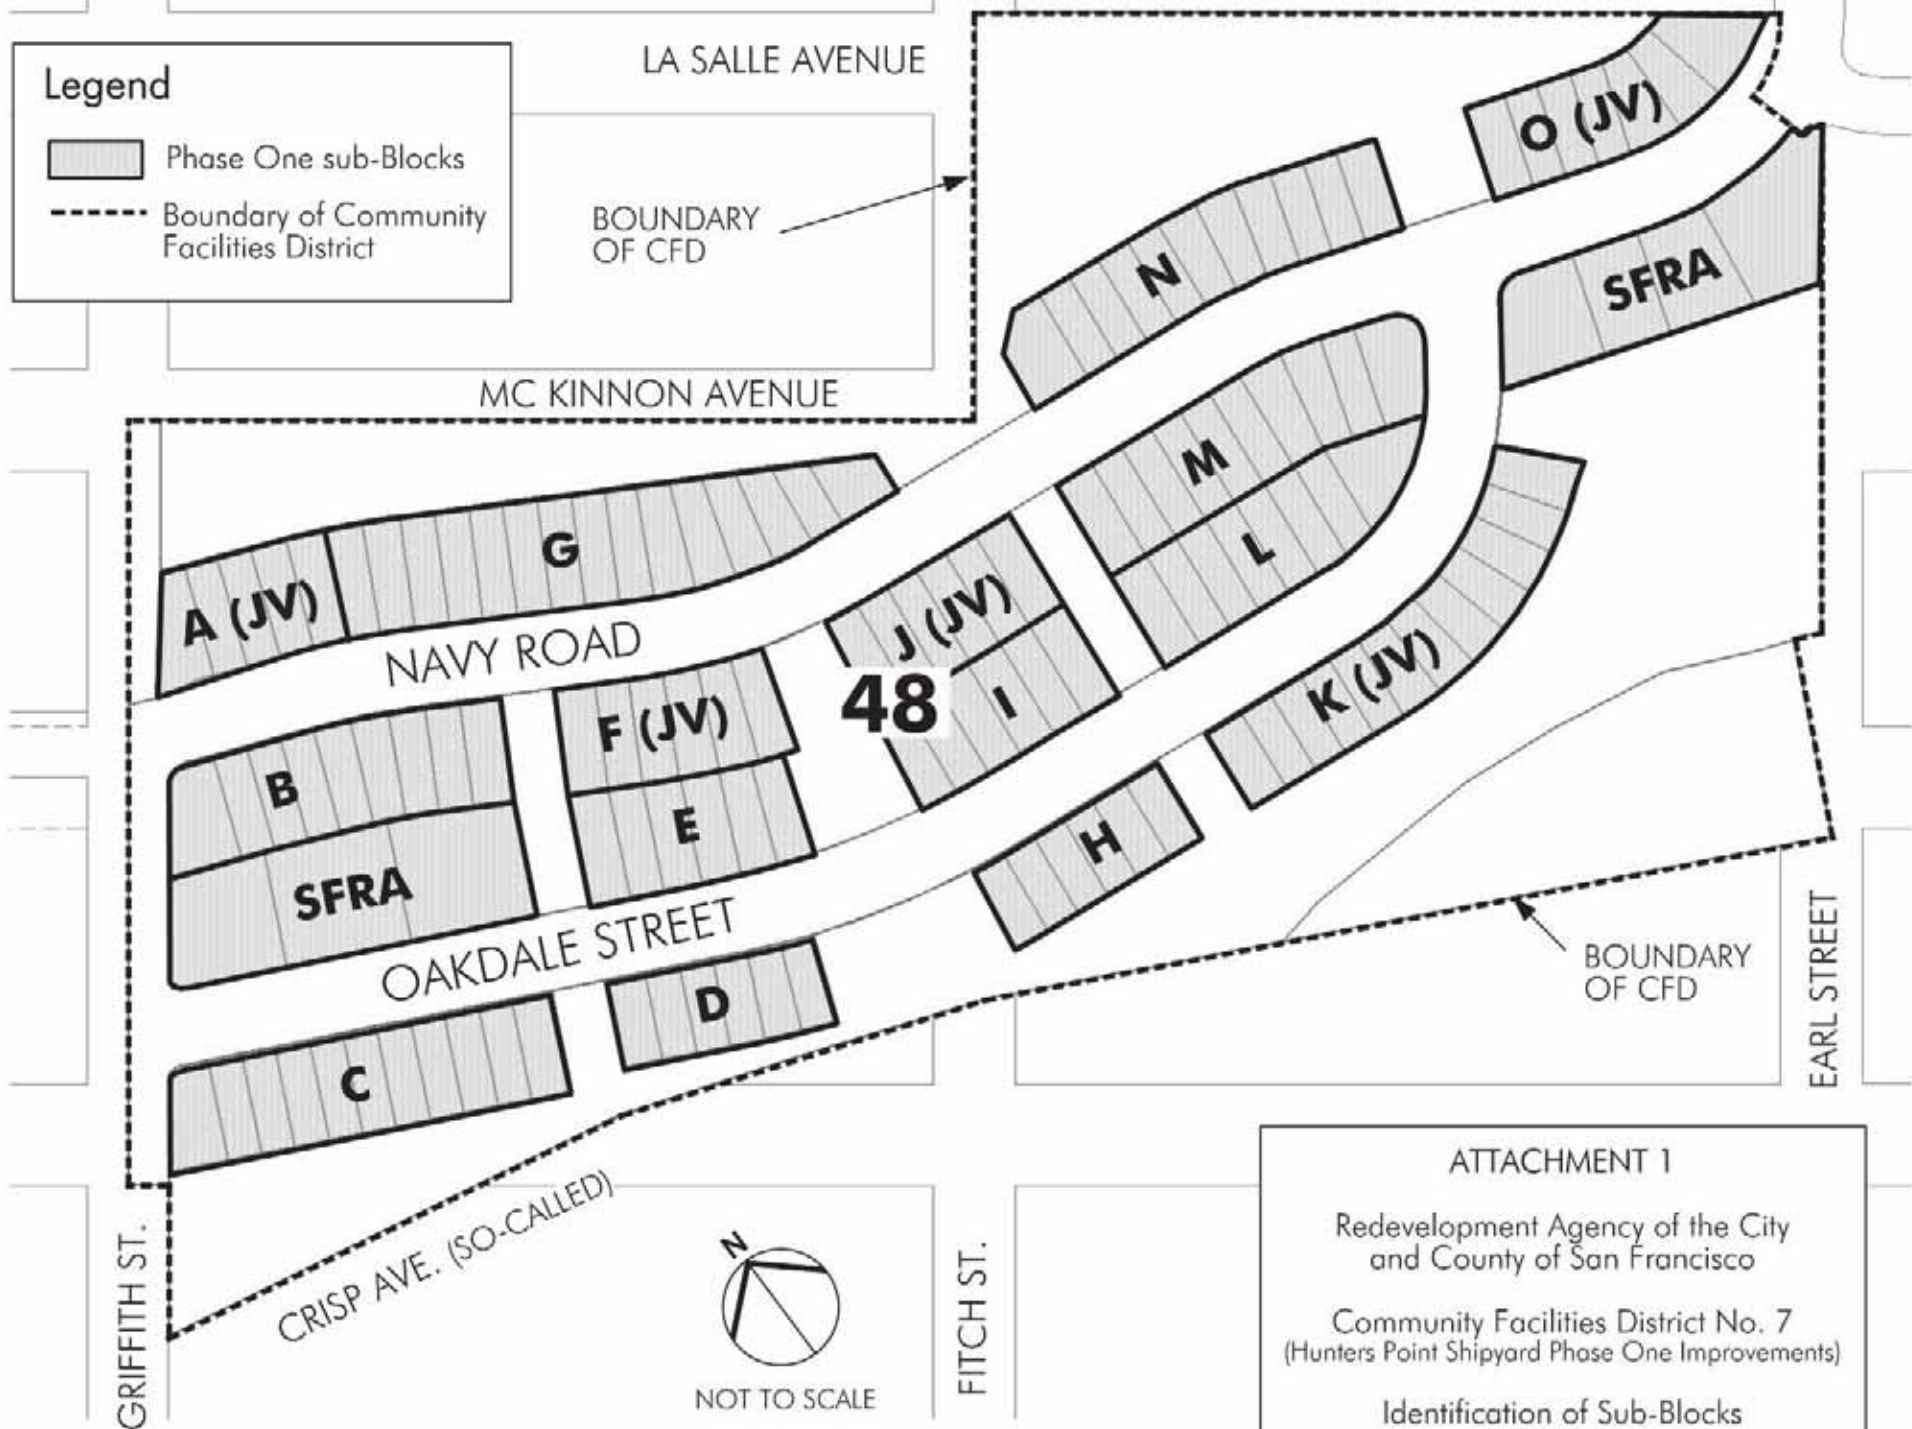 LA SALLE AVENUE
Legend
Phase One sub-Blocks
Boundary of Community
Facilities District
BOUNDARY
OF CFD
O (JV)
N
SFRA
MC KINNON AVENUE
M
G
L
A (JV)
J (JV)
NAVY ROAD
K (JV)
48
I
F (JV)
B
E
H
SFRA
OAKDALE STREET
BOUNDARY
OF CFD
D
EARL STREET
C
CRISP AVE. (SO-CALLED)
GRIFFITH ST.
N
NOT TO SCALE
FITCH ST.
ATTACHMENT 1
Redevelopment Agency of the City
and County of San Francisco
Community Facilities District No. 7
(Hunters Point Shipyard Phase One Improvements)
Identification of Sub-Blocks